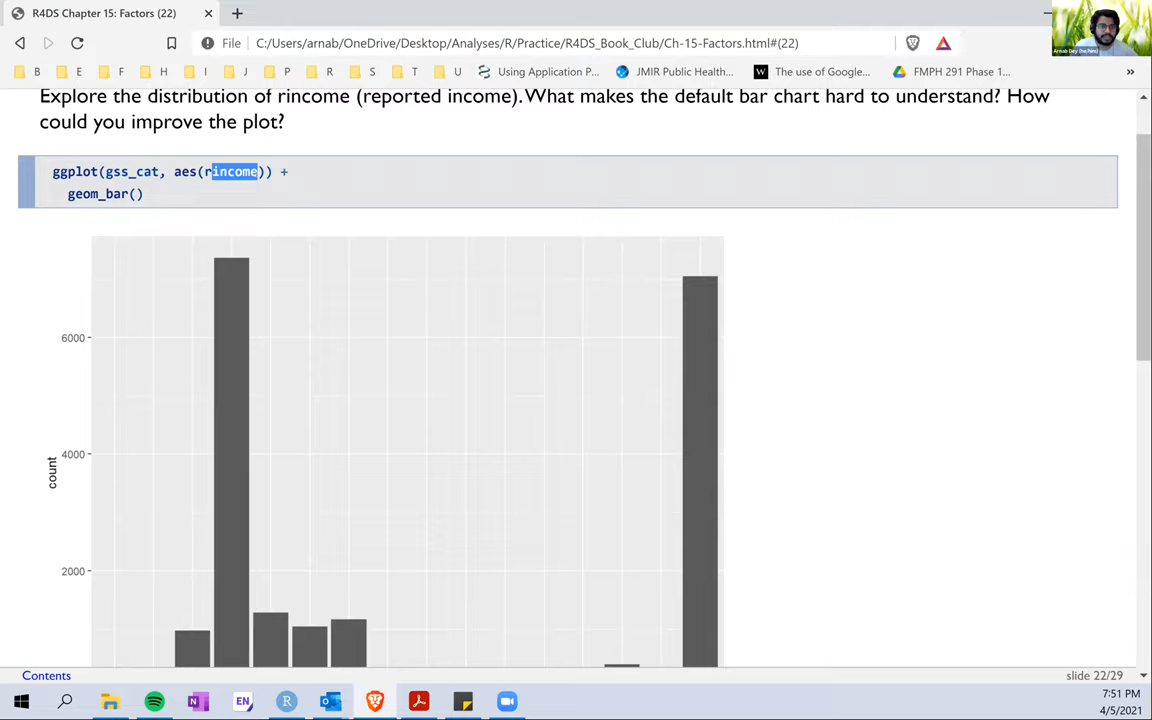 R4DS Chapter 15: Factors (22)
File
C:/Users/arnab/OneDrive/Desktop/Analyses/R/Practice/R4DS_Book_Club/Ch-15-Factors.html#(22)
B E F H I J P R S T U Using Application P... JMIR Public Health... The use of Google... FMPH 291 Phase 1...
Explore the distribution of rincome (reported income). What makes the default bar chart hard to understand? How
could you improve the plot?
ggplot(gss_cat, aes(rincome)) +
geom_bar()
6000
4000
2000
count
Contents
slide 22/29
7:51 PM
4/5/2021